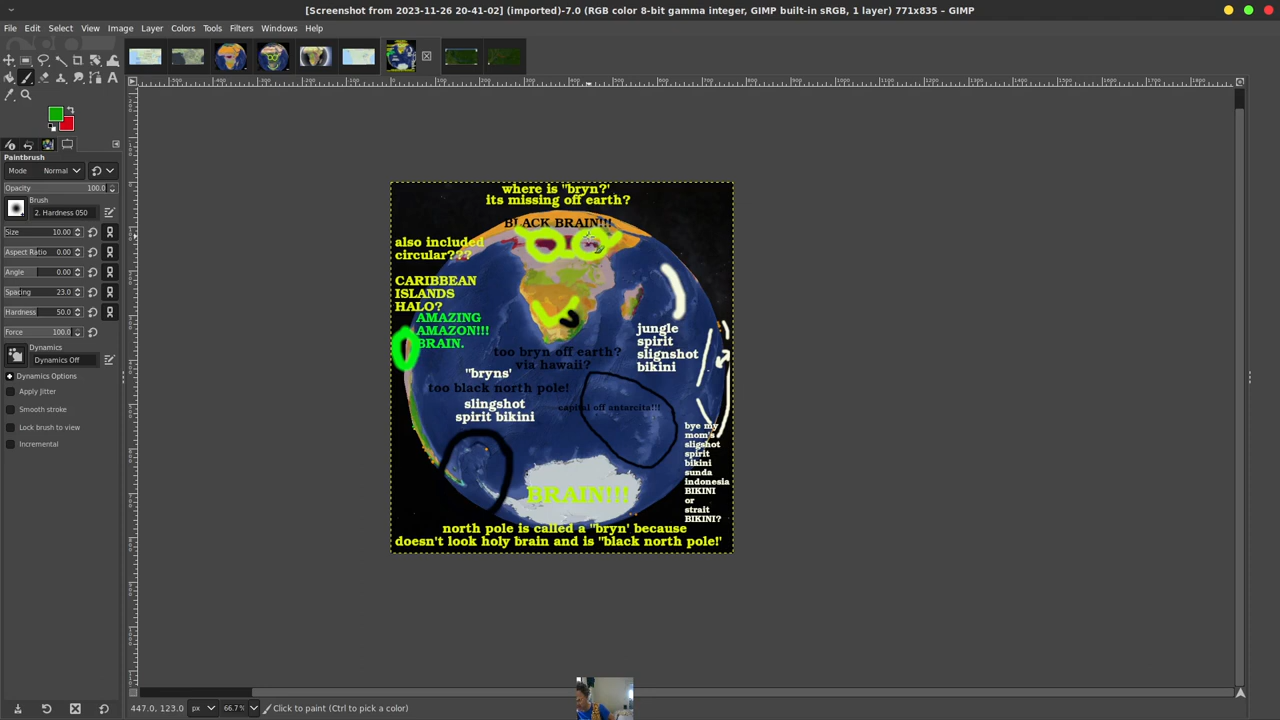 [Screenshot from 2023-11-26 20-41-02] (imported)-7.0 (RGB color 8-bit gamma integer, GIMP built-in sRGB, 1 layer) 771x835 – GIMP
File Edit Select View Image Layer Colors Tools Filters Windows Help
Paintbrush
Mode Normal
Opacity 100.0
Brush
2. Hardness 050
Size 10.00
Aspect Ratio 0.00
Angle 0.00
Spacing 23.0
Hardness 50.0
Force 100.0
Dynamics
Dynamics Off
Dynamics Options
Apply Jitter
Smooth stroke
Lock brush to view
Incremental
where is "bryn?'
its missing off earth?
BLACK BRAIN!!!
also included
circular???
CARIBBEAN
ISLANDS
HALO?
AMAZING
AMAZON!!!
BRAIN.
jungle
spirit
slignshot
bikini
too bryn off earth?
via hawaii?
"bryns'
too black north pole!
slingshot
spirit bikini
capital off antarcita!!!
bye my
mom's
sligshot
spirit
bikini
sunda
indonesia
BIKINI
or
strait
BIKINI?
BRAIN!!!
north pole is called a "bryn' because
doesn't look holy brain and is "black north pole!'
447.0, 123.0 px 66.7% Click to paint (Ctrl to pick a color)